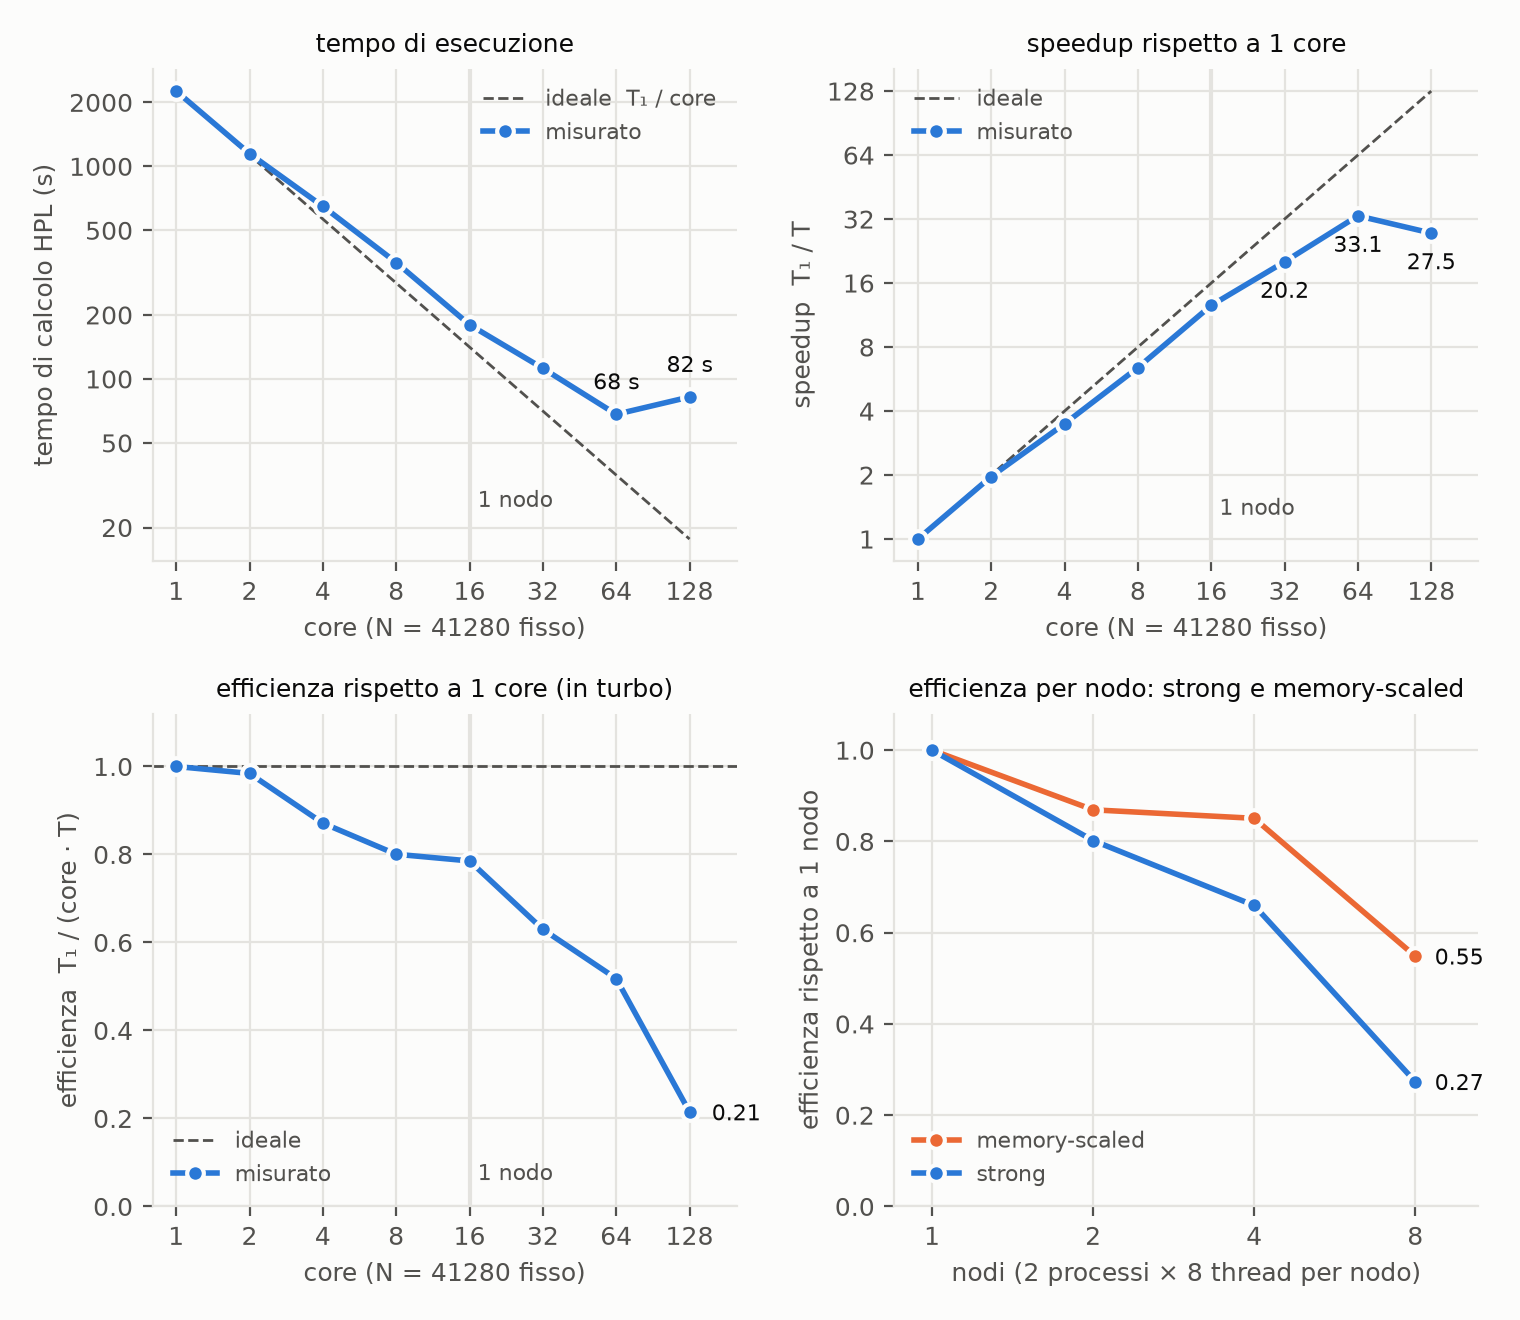 tempo di esecuzione
tempo di calcolo HPL (s)
2000
1000
500
200
100
50
20
ideale T₁ / core
misurato
68 s
82 s
1 nodo
1 2 4 8 16 32 64 128
core (N = 41280 fisso)
speedup rispetto a 1 core
speedup T₁ / T
128
64
32
16
8
4
2
1
ideale
misurato
20.2
33.1
27.5
1 nodo
1 2 4 8 16 32 64 128
core (N = 41280 fisso)
efficienza rispetto a 1 core (in turbo)
efficienza T₁ / (core · T)
1.0
0.8
0.6
0.4
0.2
0.0
0.21
ideale
misurato
1 nodo
1 2 4 8 16 32 64 128
core (N = 41280 fisso)
efficienza per nodo: strong e memory-scaled
efficienza rispetto a 1 nodo
1.0
0.8
0.6
0.4
0.2
0.0
0.55
0.27
memory-scaled
strong
1 2 4 8
nodi (2 processi × 8 thread per nodo)